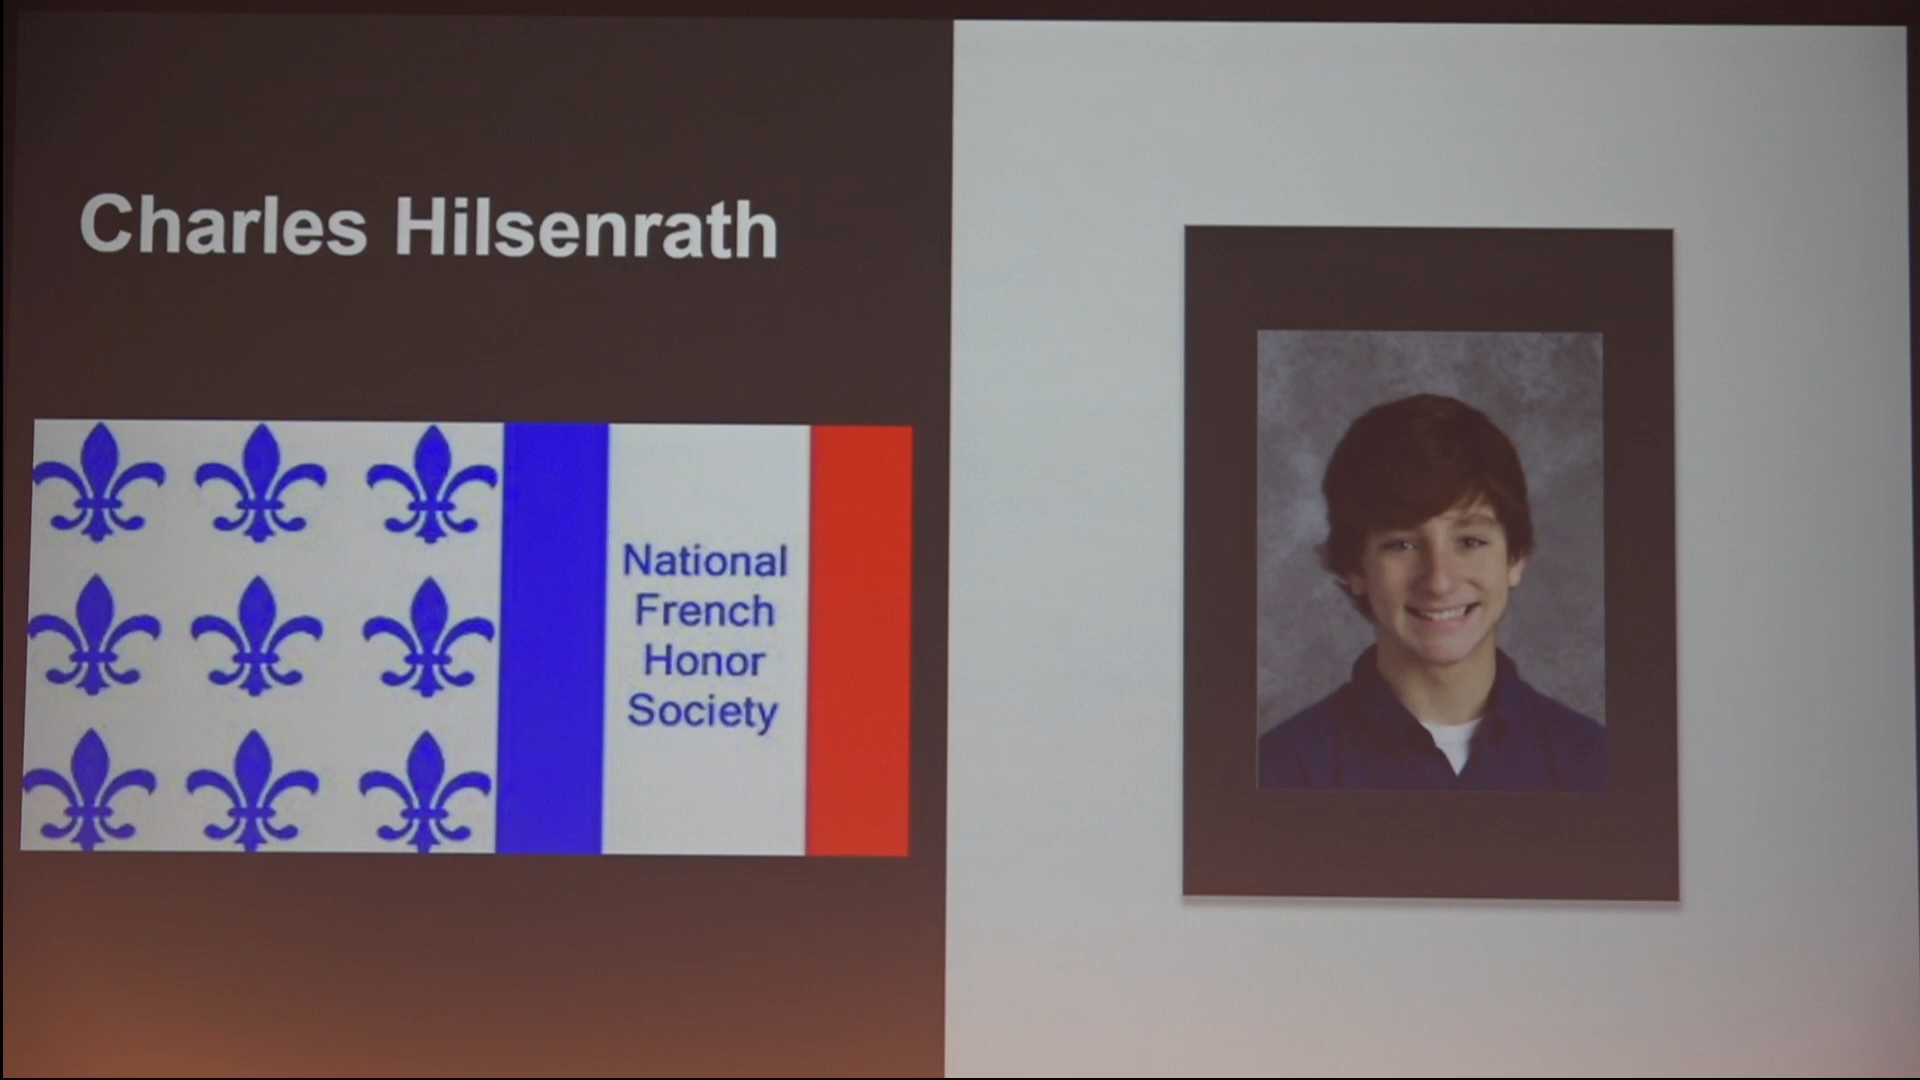 Charles Hilsenrath
National
French
Honor
Society